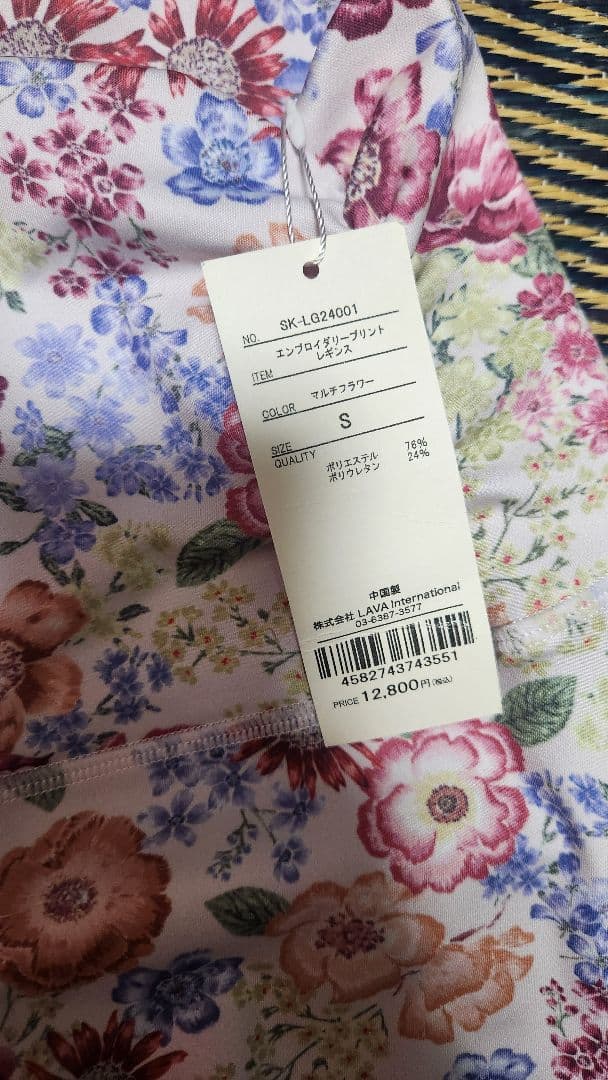 NO. SK-LG24001
エンブロイダリープリント
レギンス
ITEM
COLOR マルチフラワー
SIZE S
QUALITY
ポリエステル 76%
ポリウレタン 24%
中国製
株式会社 LAVA International
03-6387-3577
4582743743551
PRICE 12,800円(税込)